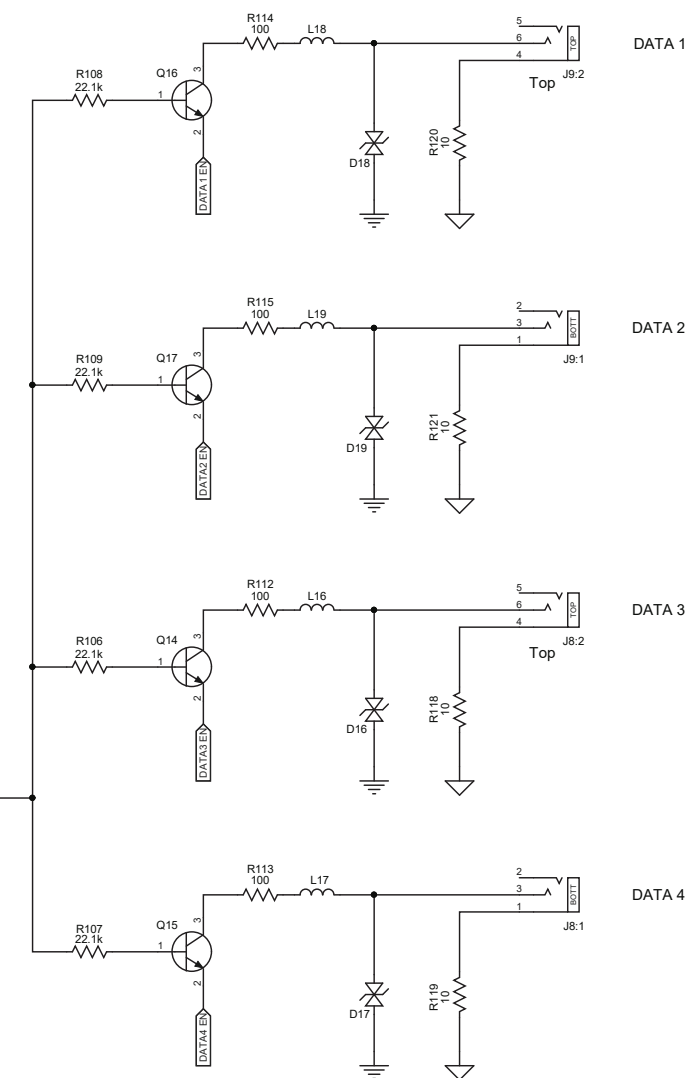 R114
100
L18
5
6
4
TOP
DATA 1
J9:2
Top
R108
22.1k
Q16
3
1
2
DATA1 EN
D18
R120
10
R115
100
L19
2
3
1
BOTT
DATA 2
J9:1
R109
22.1k
Q17
3
1
2
DATA2 EN
D19
R121
10
R112
100
L16
5
6
4
TOP
DATA 3
J8:2
Top
R106
22.1k
Q14
3
1
2
DATA3 EN
D16
R118
10
R113
100
L17
2
3
1
BOTT
DATA 4
J8:1
R107
22.1k
Q15
3
1
2
DATA4 EN
D17
R119
10